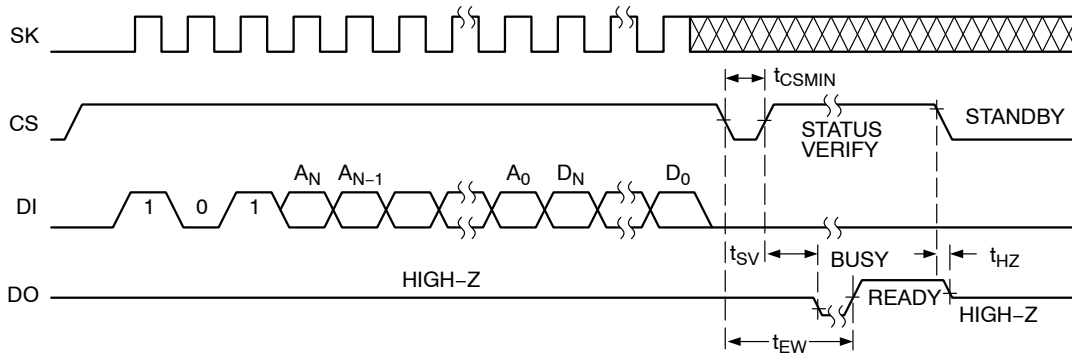 SK
t_CSMIN
CS
STATUS
VERIFY
STANDBY
A_N A_N−1 A_0 D_N D_0
DI
1 0 1
t_SV
BUSY
t_HZ
HIGH−Z
DO
READY
HIGH−Z
t_EW